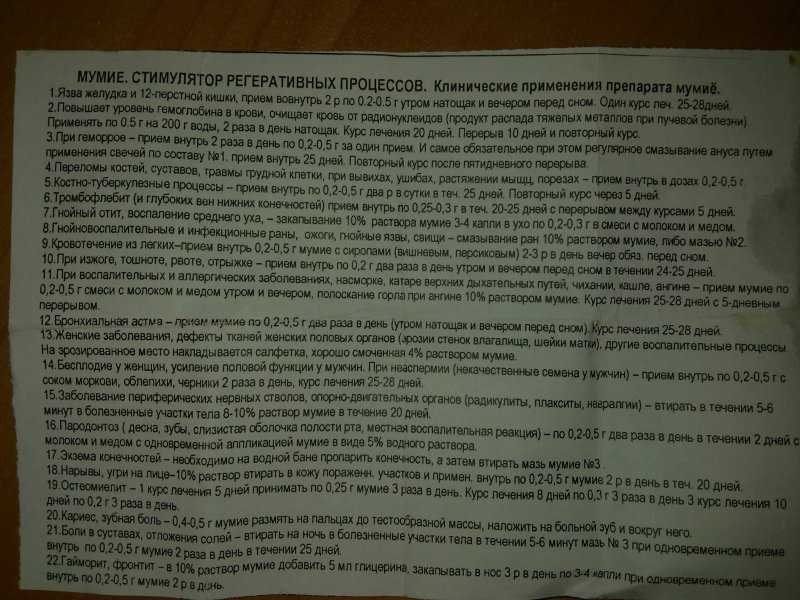 МУМИЕ. СТИМУЛЯТОР РЕГЕРАТИВНЫХ ПРОЦЕССОВ. Клинические применения препарата мумиё.
1.Язва желудка и 12-перстной кишки, прием вовнутрь 2 р по 0.2-0.5 г утром натощак и вечером перед сном. Один курс леч. 25-28дней.
2.Повышает уровень гемоглобина в крови, очищает кровь от радионуклеидов (продукт распада тяжелых металлов при лучевой болезни)
Применять по 0.5 г на 200 г воды, 2 раза в день натощак. Курс лечения 20 дней. Перерыв 10 дней и повторный курс.
3.При геморрое – прием внутрь 2 раза в день по 0,2-0,5 г за один прием. И самое обязательное при этом регулярное смазывание ануса путем
применения свечей по составу №1. прием внутрь 25 дней. Повторный курс после пятидневного перерыва.
4.Переломы костей, суставов, травмы грудной клетки, при вывихах, ушибах, растяжении мыщц, порезах – прием внутрь в дозах 0,2-0,5 г.
5.Костно-туберкулезные процессы – прием внутрь по 0,2-0,5г два р в сутки в теч. 25 дней. Повторный курс через 5 дней.
6.Тромбофлебит (и глубоких вен нижних конечностей) прием внутрь по 0,25-0,3 г в теч. 20-25 дней с перерывом между курсами 5 дней.
7.Гнойный отит, воспаление среднего уха, – закапывание 10% раствора мумие 3-4 капли в ухо по 0,2-0,3 г в смеси с молоком и медом.
8.Гнойновоспалительные и инфекционные раны, ожоги, гнойные язвы, свищи – смазывание ран 10% раствором мумие, либо мазью №2.
9.Кровотечение из легких–прием внутрь 0,2-0,5 г мумие с сиропами (вишневым, персиковым) 2-3 р в день вечер обяз. перед сном.
10.При изжоге, тошноте, рвоте, отрыжке – прием внутрь по 0,2 г два раза в день утром и вечером перед сном в течении 24-25 дней.
11.При воспалительных и аллергических заболеваниях, насморке, катаре верхних дыхательных путей, чихании, кашле, ангине – прием мумие по
0,2-0,5 г смеси с молоком и медом утром и вечером, полоскание горла при ангине 10% раствором мумие. Курс лечения 25-28 дней с 5-дневным
перерывом.
12.Бронхиальная астма – прием мумие по 0,2-0,5 г два раза в день (утром натощак и вечером перед сном). Курс лечения 25-28 дней.
13.Женские заболевания, дефекты тканей женских половых органов (эрозии стенок влагалища, шейки матки), другие воспалительные процессы.
На эрозированное место накладывается салфетка, хорошо смоченная 4% раствором мумие.
14.Бесплодие у женщин, усиление половой функции у мужчин. При неаспермии (некачественные семена у мужчин) – прием внутрь по 0,2-0,5 г с
соком моркови, облепихи, черники 2 раза в день, курс лечения 25-28 дней.
15.Заболевание периферических нервных стволов, опорно-двигательных органов (радикулиты, плакситы, невралгии) – втирать в течении 5-6
минут в болезненные участки тела 8-10% раствор мумие в течение 20 дней.
16.Пародонтоз ( десна, зубы, слизистая оболочка полости рта, местная воспалительная реакция) – по 0,2-0,5 г два раза в день в течении 2 дней с
молоком и медом с одновременной аппликацией мумие в виде 5% водного раствора.
17.Экзема конечностей – необходимо на водной бане пропарить конечность, а затем втирать мазь мумие №3 .
18.Нарывы, угри на лице–10% раствор втирать в кожу пораженн. участков и примен. внутрь по 0,2-0,5г мумие 2 р в день в теч. 20 дней.
19.Остеомиелит – 1 курс лечения 5 дней принимать по 0,25 г мумие 3 раза в день. Курс лечения 8 дней по 0,3 г 3 раза в день 3 курс лечения 10
дней по 0,2 г 3 раза в день.
20.Кариес, зубная боль – 0,4-0,5 г мумие размять на пальцах до тестообразной массы, наложить на больной зуб и вокруг него.
21.Боли в суставах, отложения солей – втирать на ночь в болезненные участки тела в течении 5-6 минут мазь № 3 при одновременном приеме
внутрь по 0,2-0,5г мумие 2 раза в день в течении 25 дней.
22.Гайморит, фронтит – в 10% раствор мумие добавить 5 мл глицерина, закапывать в нос 3 р в день по 3-4 капли при одновременном приеме
внутрь по 0,2-0,5 г мумие 2 р в день.